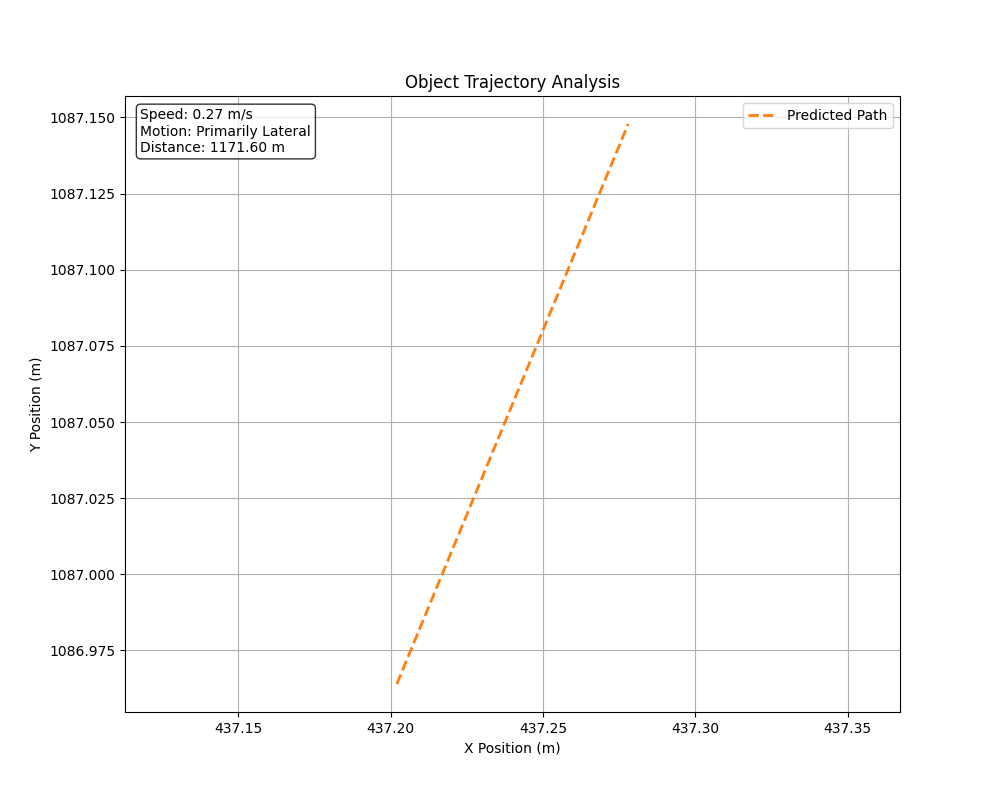 Object Trajectory Analysis
Speed: 0.27 m/s
Motion: Primarily Lateral
Distance: 1171.60 m
Predicted Path
1087.150
1087.125
1087.100
1087.075
1087.050
1087.025
1087.000
1086.975
Y Position (m)
437.15 437.20 437.25 437.30 437.35
X Position (m)